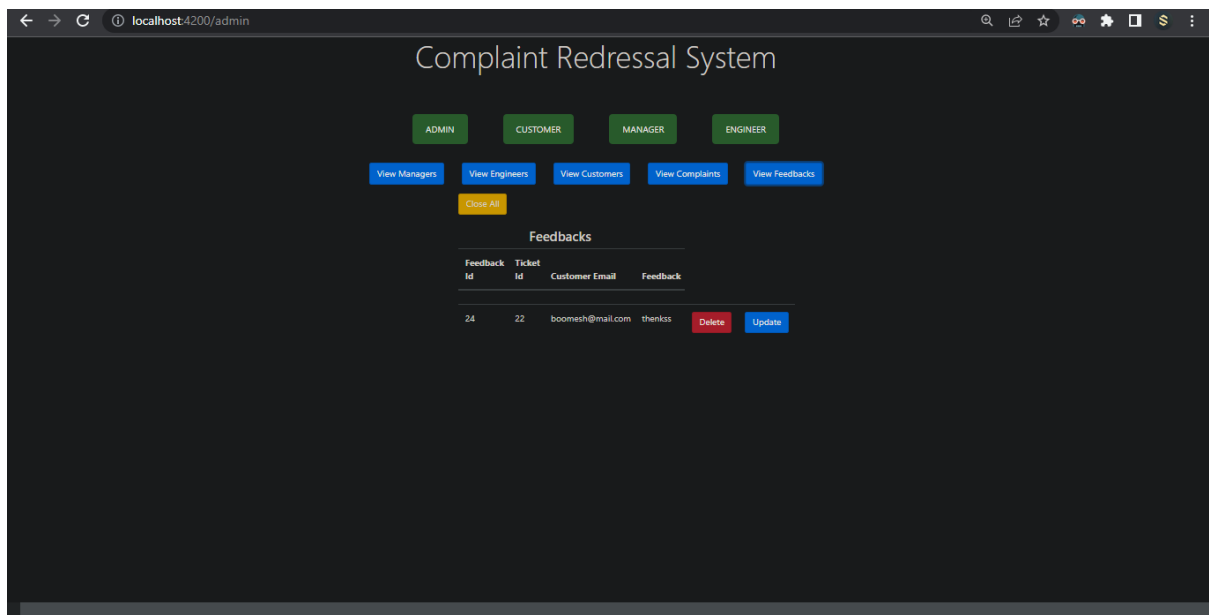 localhost:4200/admin
Complaint Redressal System
ADMIN CUSTOMER MANAGER ENGINEER
View Managers View Engineers View Customers View Complaints View Feedbacks
Close All
Feedbacks
Feedback Ticket
Id Id Customer Email Feedback
24 22 boomesh@mail.com thenkss Delete Update